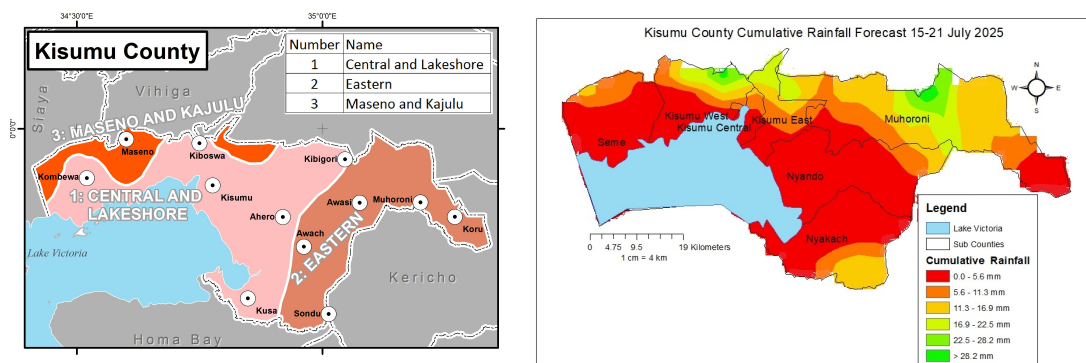 34°30'0"E
35°0'0"E
Kisumu County
Number Name
1 Central and Lakeshore
2 Eastern
3 Maseno and Kajulu
Siaya
Vihiga
0°0'0"
3: MASENO AND KAJULU
Maseno
Kiboswa
Kibigori
Kombewa
1: CENTRAL AND
LAKESHORE
Kisumu
Ahero
Awasi
Muhoroni
Koru
Awach
2: EASTERN
Lake Victoria
Kericho
Kusa
Sondu
Homa Bay
Kisumu County Cumulative Rainfall Forecast 15-21 July 2025
N
W E
S
Kisumu West
Kisumu Central
Kisumu East
Muhoroni
Seme
Nyando
Nyakach
0 4.75 9.5 19 Kilometers
1 cm = 4 km
Legend
Lake Victoria
Sub Counties
Cumulative Rainfall
0.0 - 5.6 mm
5.6 - 11.3 mm
11.3 - 16.9 mm
16.9 - 22.5 mm
22.5 - 28.2 mm
> 28.2 mm